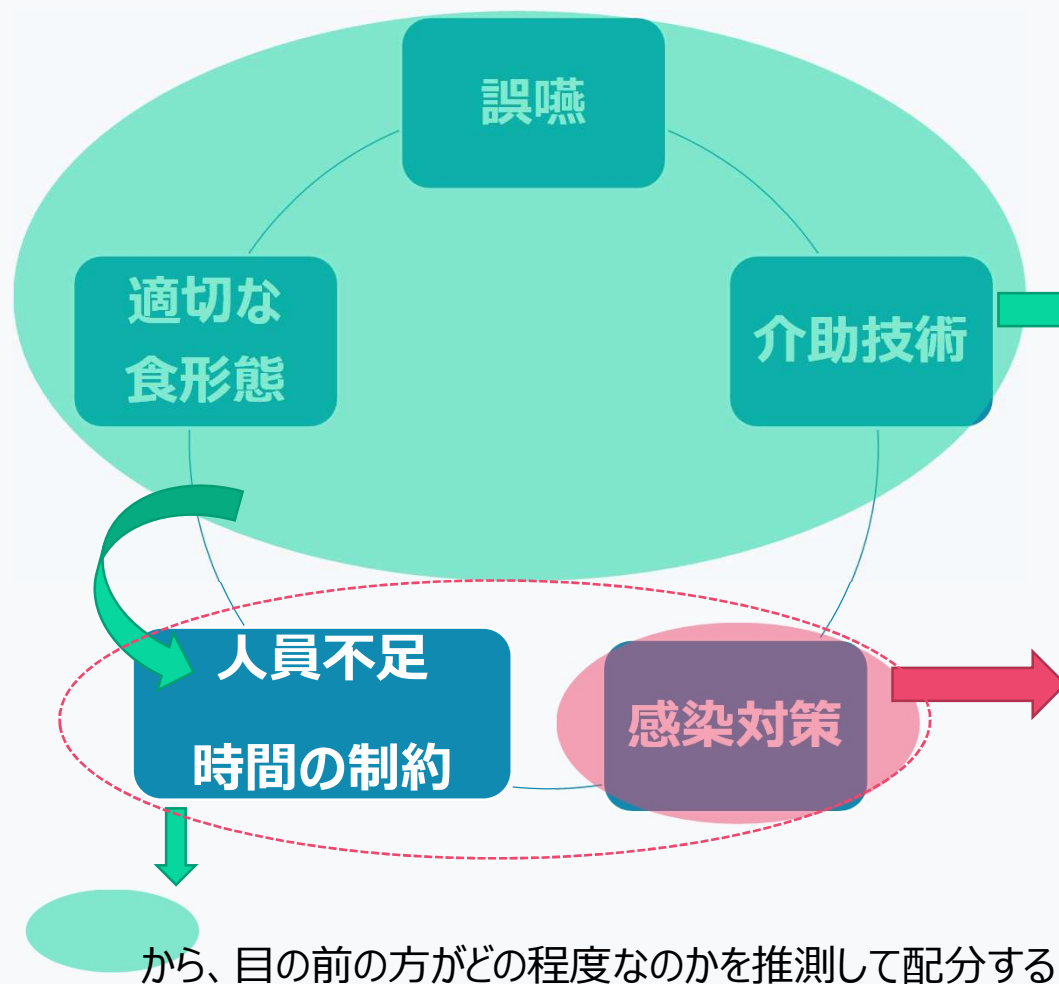 誤嚥
適切な
食形態
介助技術
人員不足
時間の制約
感染対策
から、目の前の方がどの程度なのかを推測して配分する